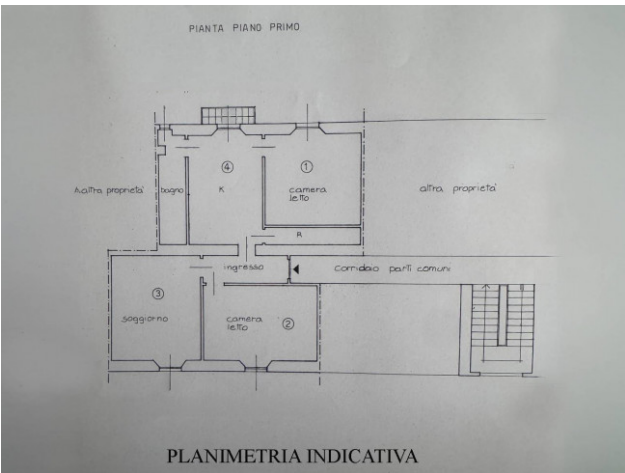 PIANTA PIANO PRIMO
4
1
altra proprietà
bagno
K
camera
letto
altra proprietà
R
ingresso
corridoio parti comuni
3
soggiorno
camera
letto
2
PLANIMETRIA INDICATIVA